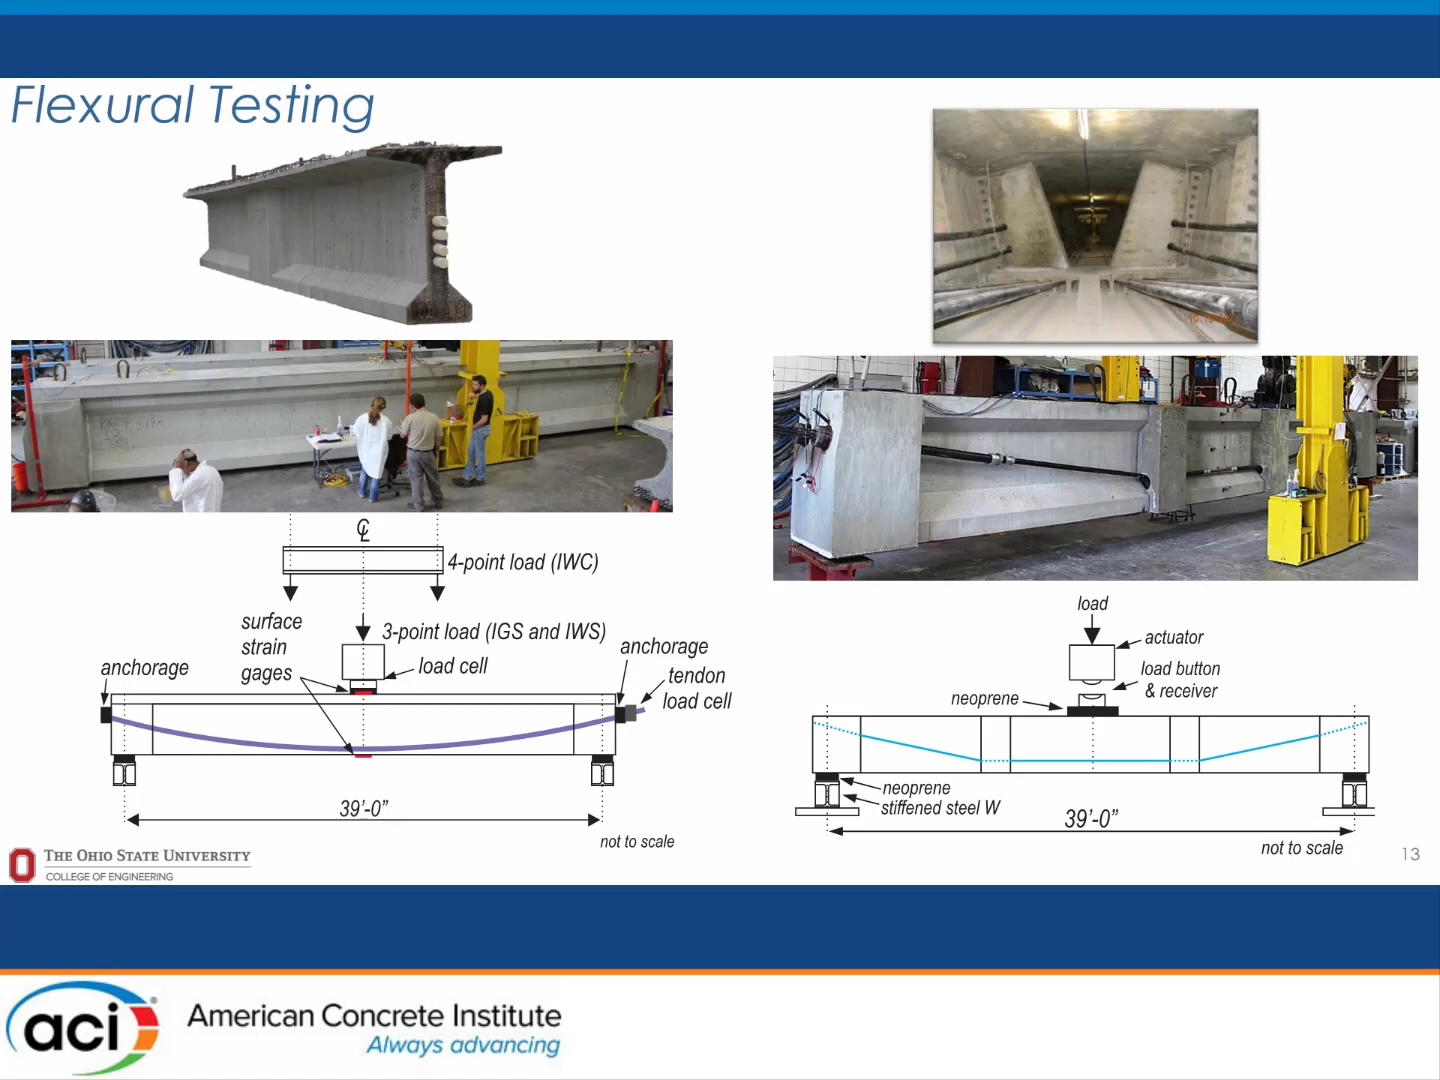 Flexural Testing
℄
4-point load (IWC)
surface
strain
gages
3-point load (IGS and IWS)
load cell
anchorage
anchorage
tendon
load cell
39'-0”
not to scale
load
actuator
load button
& receiver
neoprene
neoprene
stiffened steel W
39'-0”
not to scale
THE OHIO STATE UNIVERSITY
COLLEGE OF ENGINEERING
13
aci
American Concrete Institute
Always advancing